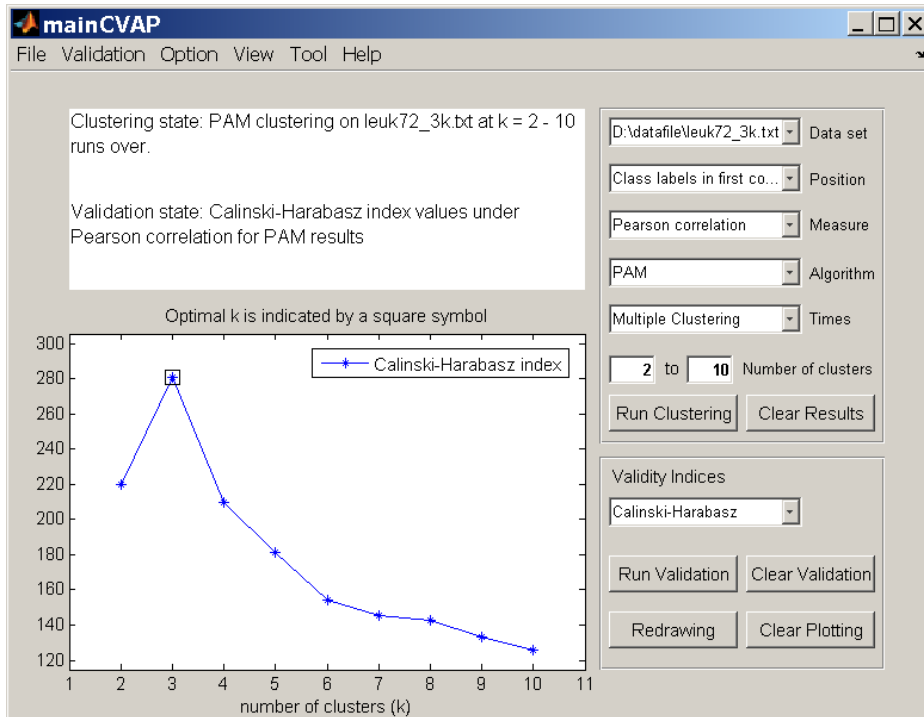 mainCVAP
File Validation Option View Tool Help
Clustering state: PAM clustering on leuk72_3k.txt at k = 2 - 10
runs over.
Validation state: Calinski-Harabasz index values under
Pearson correlation for PAM results
D:\datafile\leuk72_3k.txt Data set
Class labels in first co... Position
Pearson correlation Measure
PAM Algorithm
Multiple Clustering Times
2 to 10 Number of clusters
Run Clustering Clear Results
Validity Indices
Calinski-Harabasz
Run Validation Clear Validation
Redrawing Clear Plotting
Optimal k is indicated by a square symbol
Calinski-Harabasz index
300
280
260
240
220
200
180
160
140
120
1 2 3 4 5 6 7 8 9 10 11
number of clusters (k)